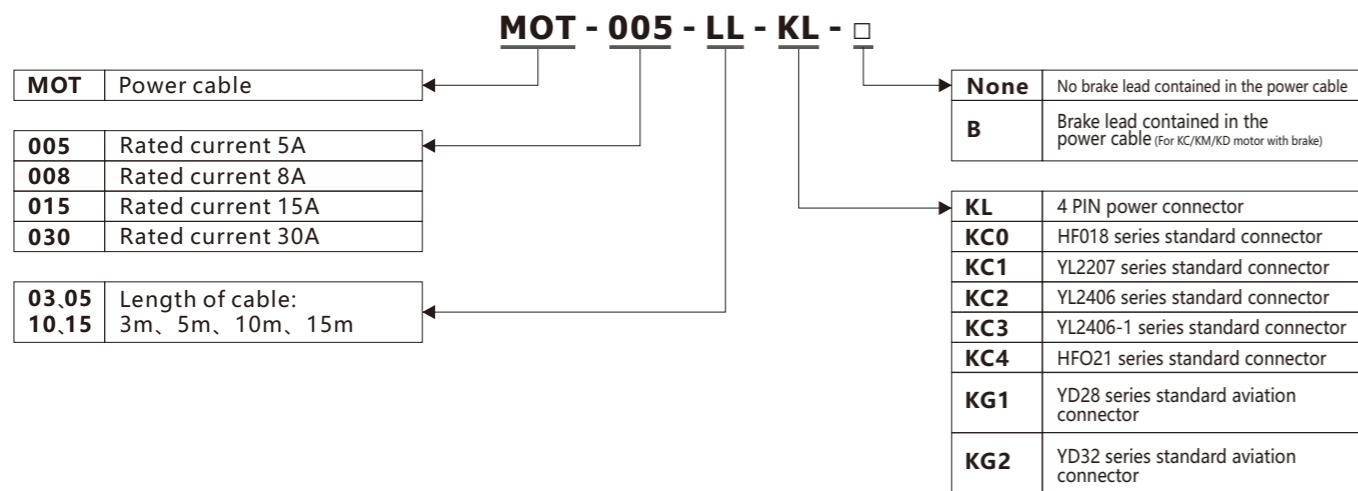 MOT - 005 - LL - KL - □
MOT Power cable
005 Rated current 5A
008 Rated current 8A
015 Rated current 15A
030 Rated current 30A
03、05 Length of cable:
10、15 3m、5m、10m、15m
None No brake lead contained in the power cable
B Brake lead contained in the
power cable (For KC/KM/KD motor with brake)
KL 4 PIN power connector
KC0 HF018 series standard connector
KC1 YL2207 series standard connector
KC2 YL2406 series standard connector
KC3 YL2406-1 series standard connector
KC4 HFO21 series standard connector
KG1 YD28 series standard aviation
connector
KG2 YD32 series standard aviation
connector